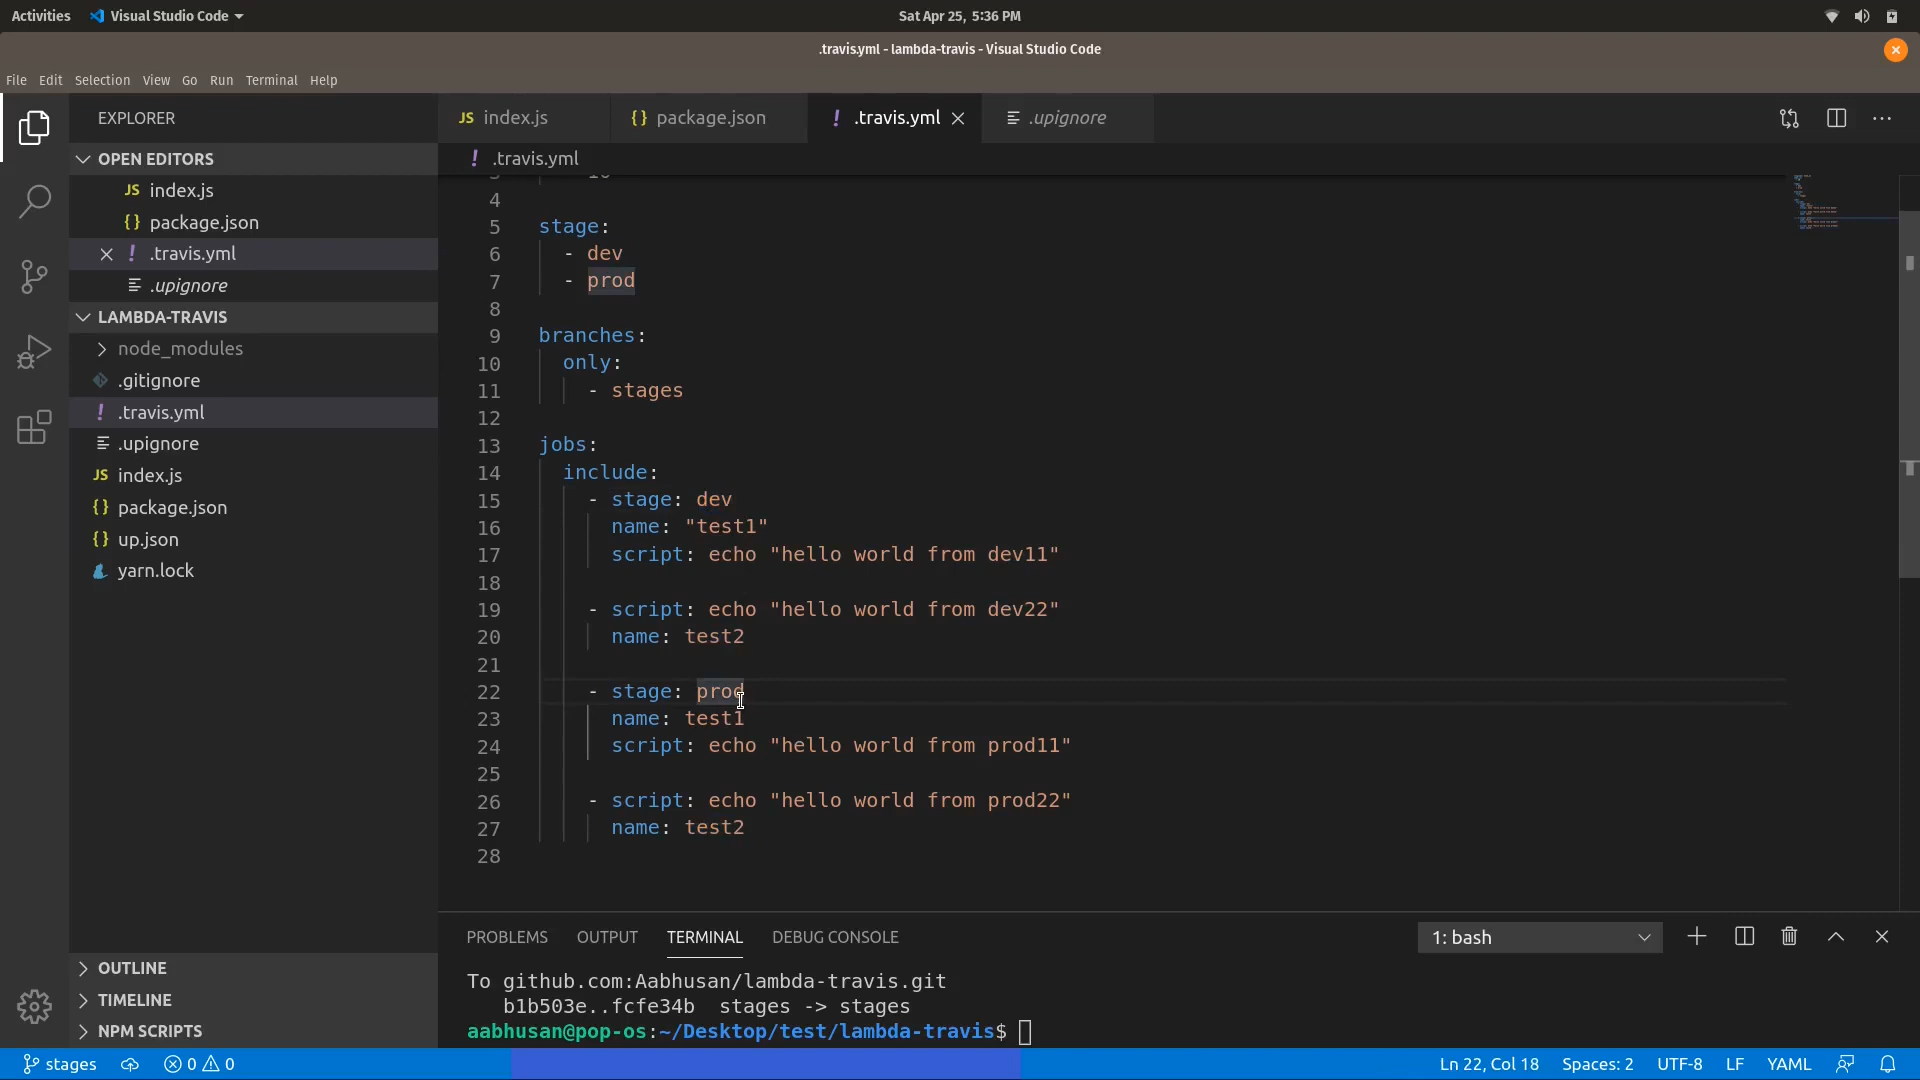 Activities Visual Studio Code Sat Apr 25, 5:36 PM
.travis.yml - lambda-travis - Visual Studio Code
File Edit Selection View Go Run Terminal Help
EXPLORER
OPEN EDITORS
JS index.js
{} package.json
! .travis.yml
.upignore
LAMBDA-TRAVIS
node_modules
.gitignore
! .travis.yml
.upignore
JS index.js
{} package.json
{} up.json
yarn.lock
OUTLINE
TIMELINE
NPM SCRIPTS
JS index.js {} package.json ! .travis.yml .upignore
! .travis.yml
4
5 stage:
6 - dev
7 - prod
8
9 branches:
10 only:
11 - stages
12
13 jobs:
14 include:
15 - stage: dev
16 name: "test1"
17 script: echo "hello world from dev11"
18
19 - script: echo "hello world from dev22"
20 name: test2
21
22 - stage: prod
23 name: test1
24 script: echo "hello world from prod11"
25
26 - script: echo "hello world from prod22"
27 name: test2
28
PROBLEMS OUTPUT TERMINAL DEBUG CONSOLE 1: bash
To github.com:Aabhusan/lambda-travis.git
b1b503e..fcfe34b stages -> stages
aabhusan@pop-os:~/Desktop/test/lambda-travis$
stages 0 0 Ln 22, Col 18 Spaces: 2 UTF-8 LF YAML